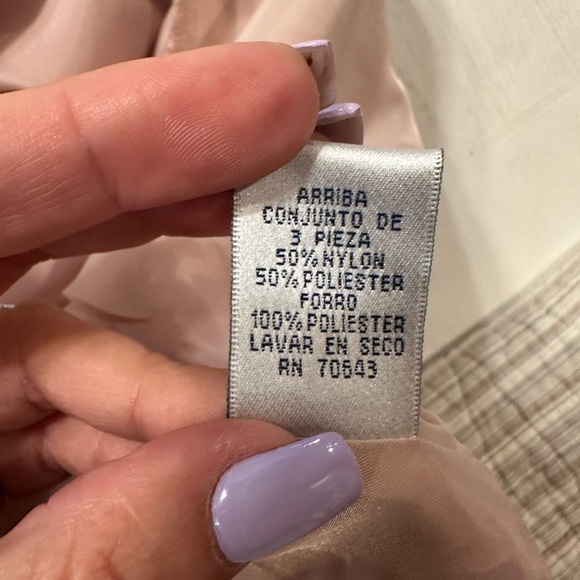 ARRIBA
CONJUNTO DE
3 PIEZA
50% NYLON
50% POLIESTER
FORRO
100% POLIESTER
LAVAR EN SECO
RN 70643